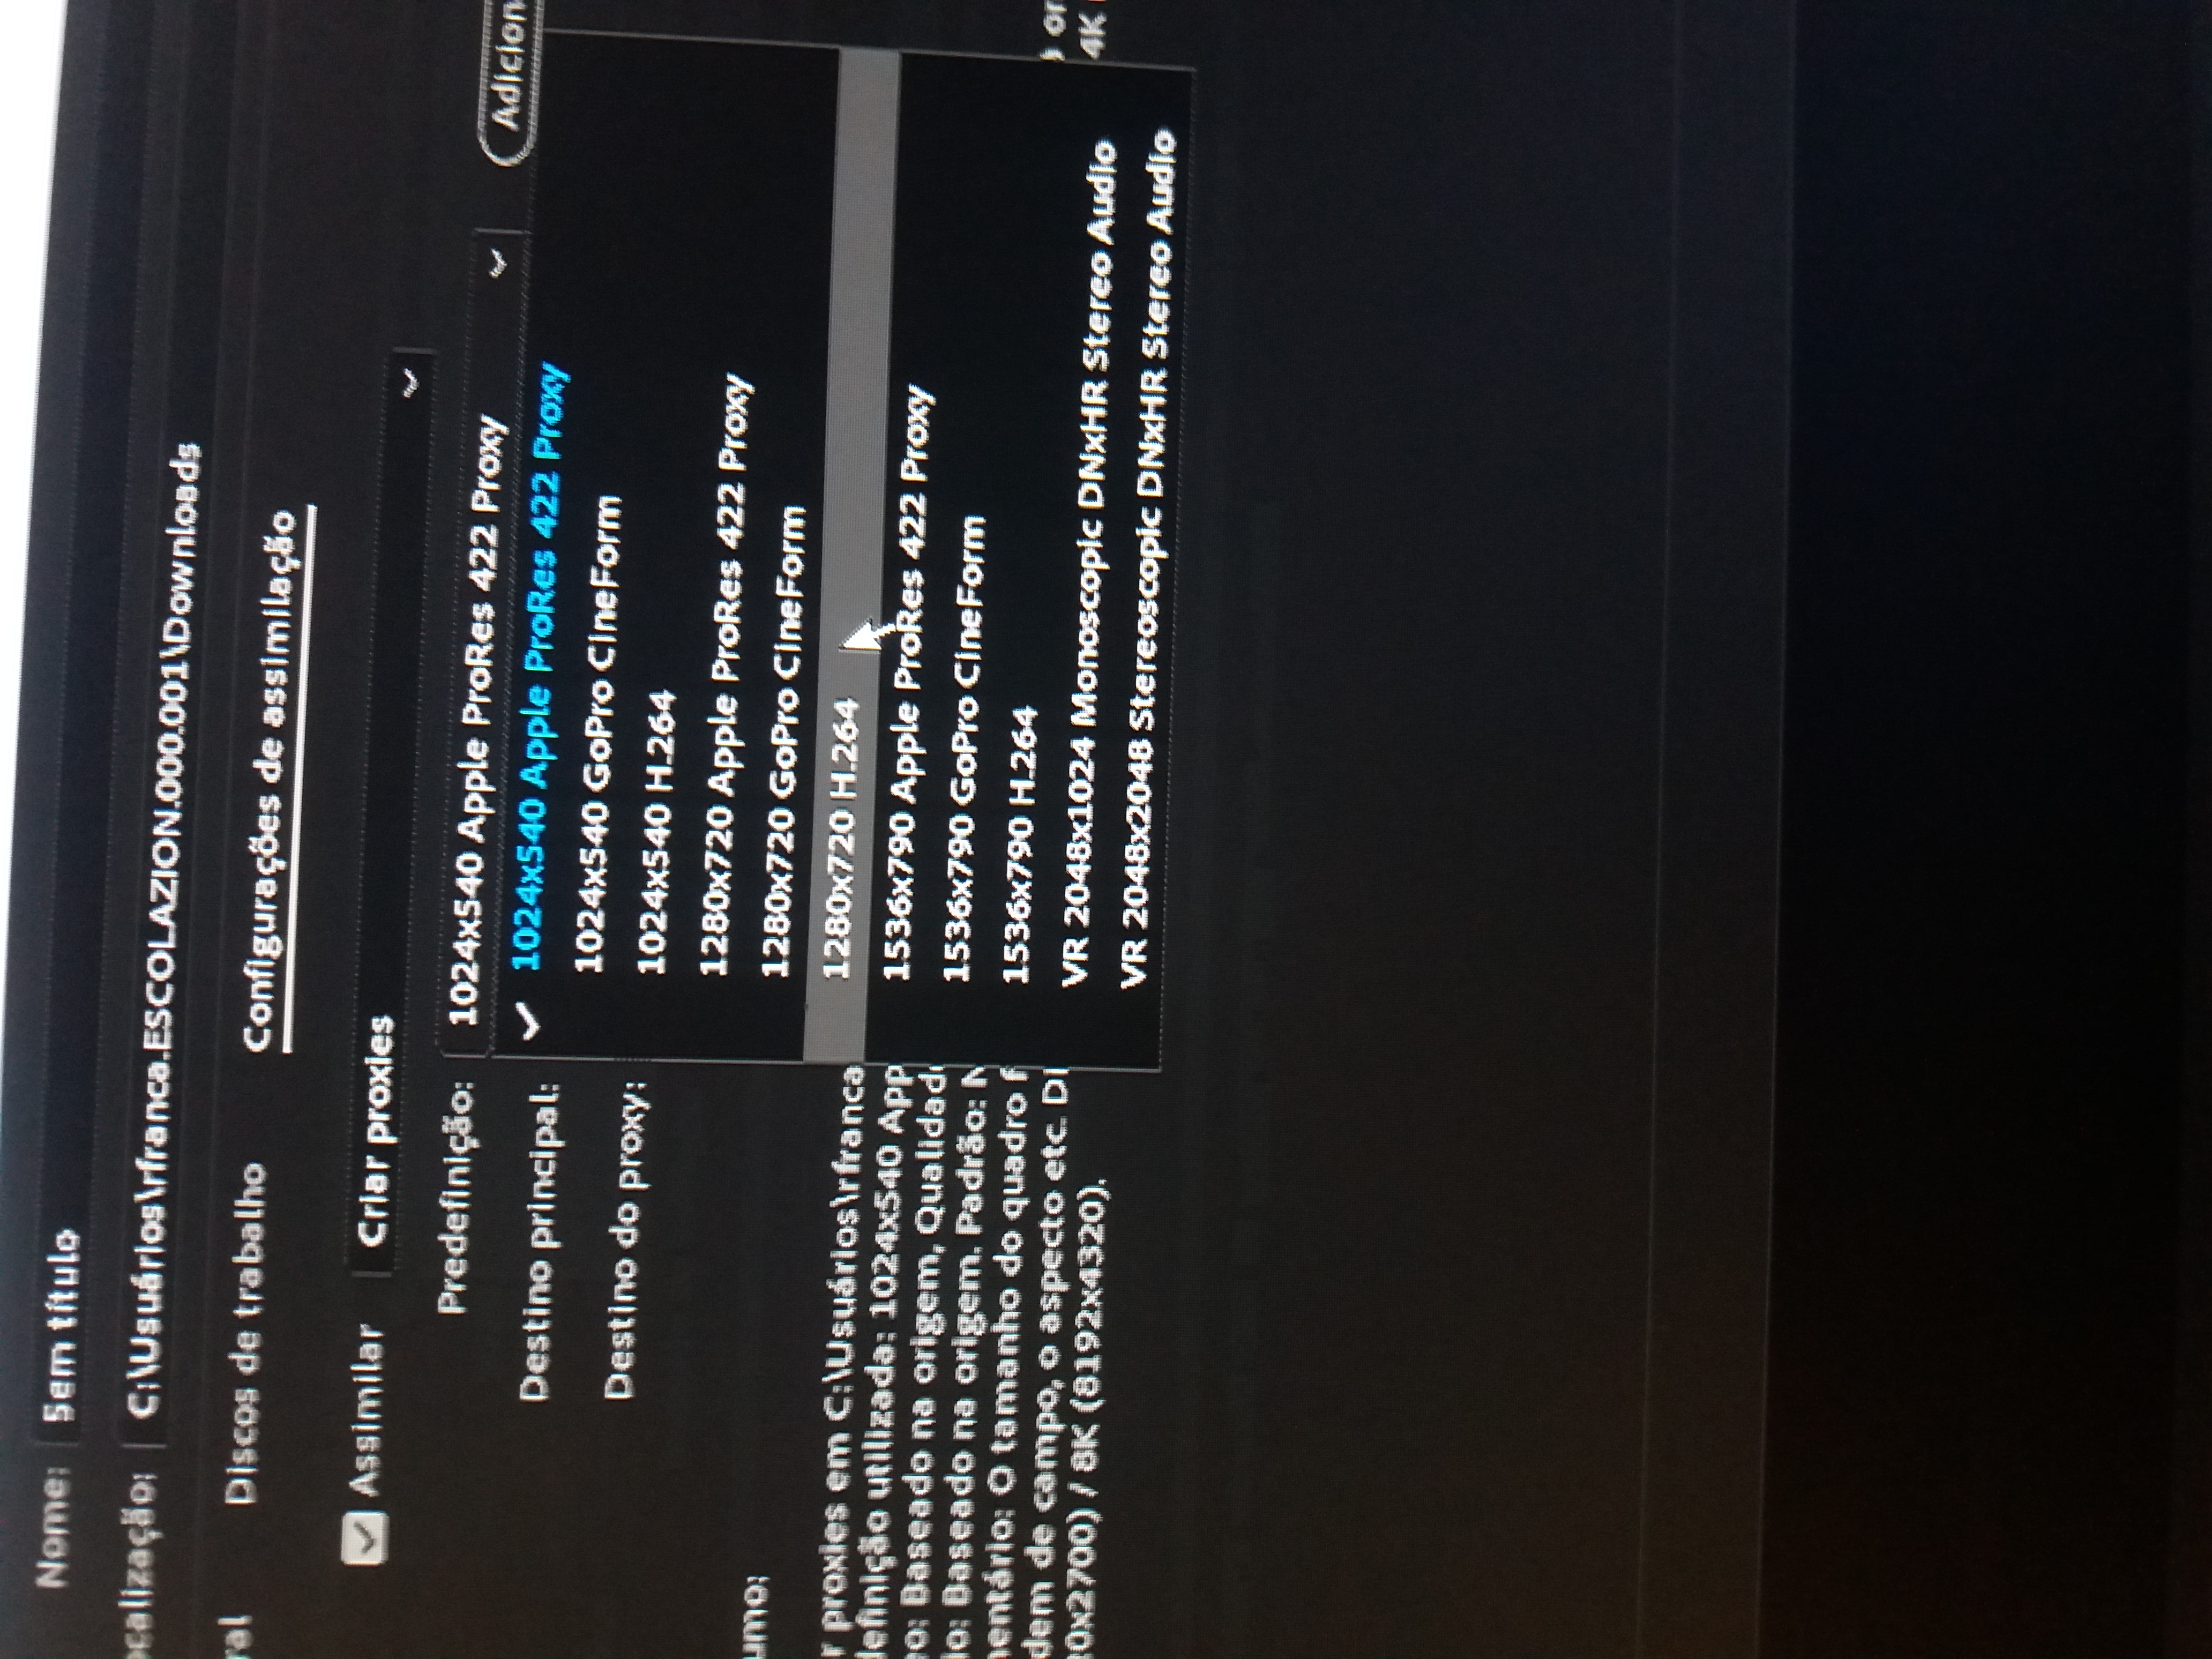 Nome: Sem título
ocalização: C:\Usuários\rfranca.ESCOLAZION.000.001\Downloads
ral Discos de trabalho Configurações de assimilação
Assimilar Criar proxies
Predefinição: 1024x540 Apple ProRes 422 Proxy Adicion
Destino principal:
Destino do proxy:
1024x540 Apple ProRes 422 Proxy
1024x540 GoPro CineForm
1024x540 H.264
1280x720 Apple ProRes 422 Proxy
1280x720 GoPro CineForm
1280x720 H.264
1536x790 Apple ProRes 422 Proxy
1536x790 GoPro CineForm
1536x790 H.264
VR 2048x1024 Monoscopic DNxHR Stereo Audio
VR 2048x2048 Stereoscopic DNxHR Stereo Audio
umo:
r proxies em C:\Usuários\rfranca
definição utilizada: 1024x540 App
eo: Baseado na origem, Qualidad
io: Baseado na origem. Padrão: N
nentário: O tamanho do quadro f
dem de campo, o aspecto etc. DI or
20x2700) / 8K (8192x4320). 4K